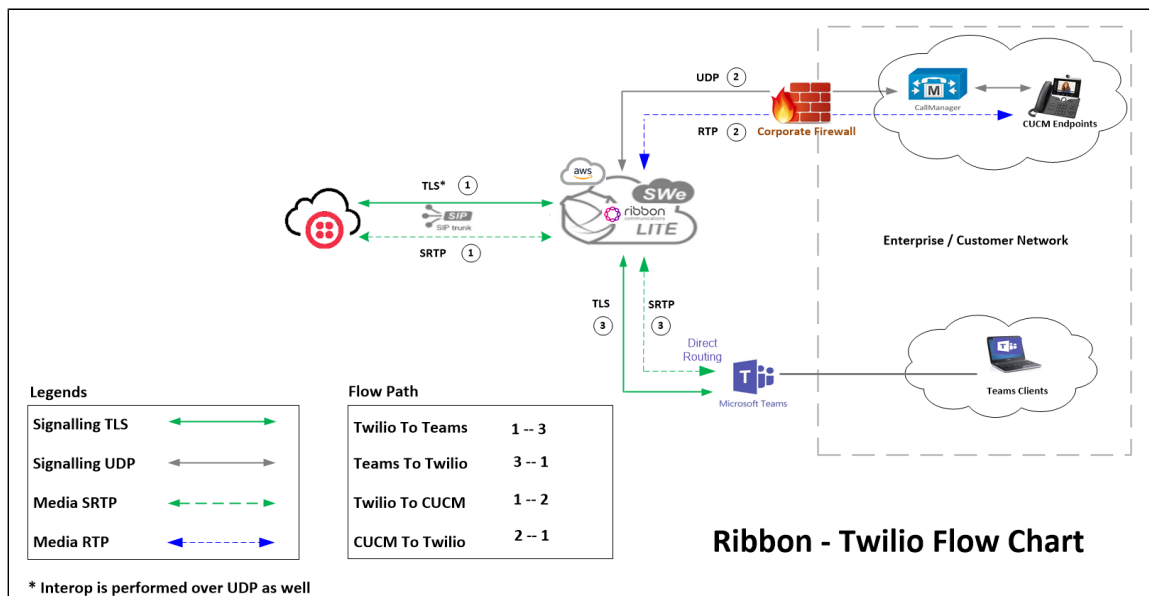 UDP 2
CallManager
M
CUCM Endpoints
RTP 2
Corporate Firewall
aws
SWe
ribbon
communications
LITE
TLS* 1
SIP
SIP trunk
SRTP 1
Enterprise / Customer Network
TLS SRTP
3 3
Direct
Routing
T
Microsoft Teams
T
Teams Clients
Legends
Signalling TLS
Signalling UDP
Media SRTP
Media RTP
Flow Path
Twilio To Teams 1 -- 3
Teams To Twilio 3 -- 1
Twilio To CUCM 1 -- 2
CUCM To Twilio 2 -- 1
Ribbon - Twilio Flow Chart
* Interop is performed over UDP as well